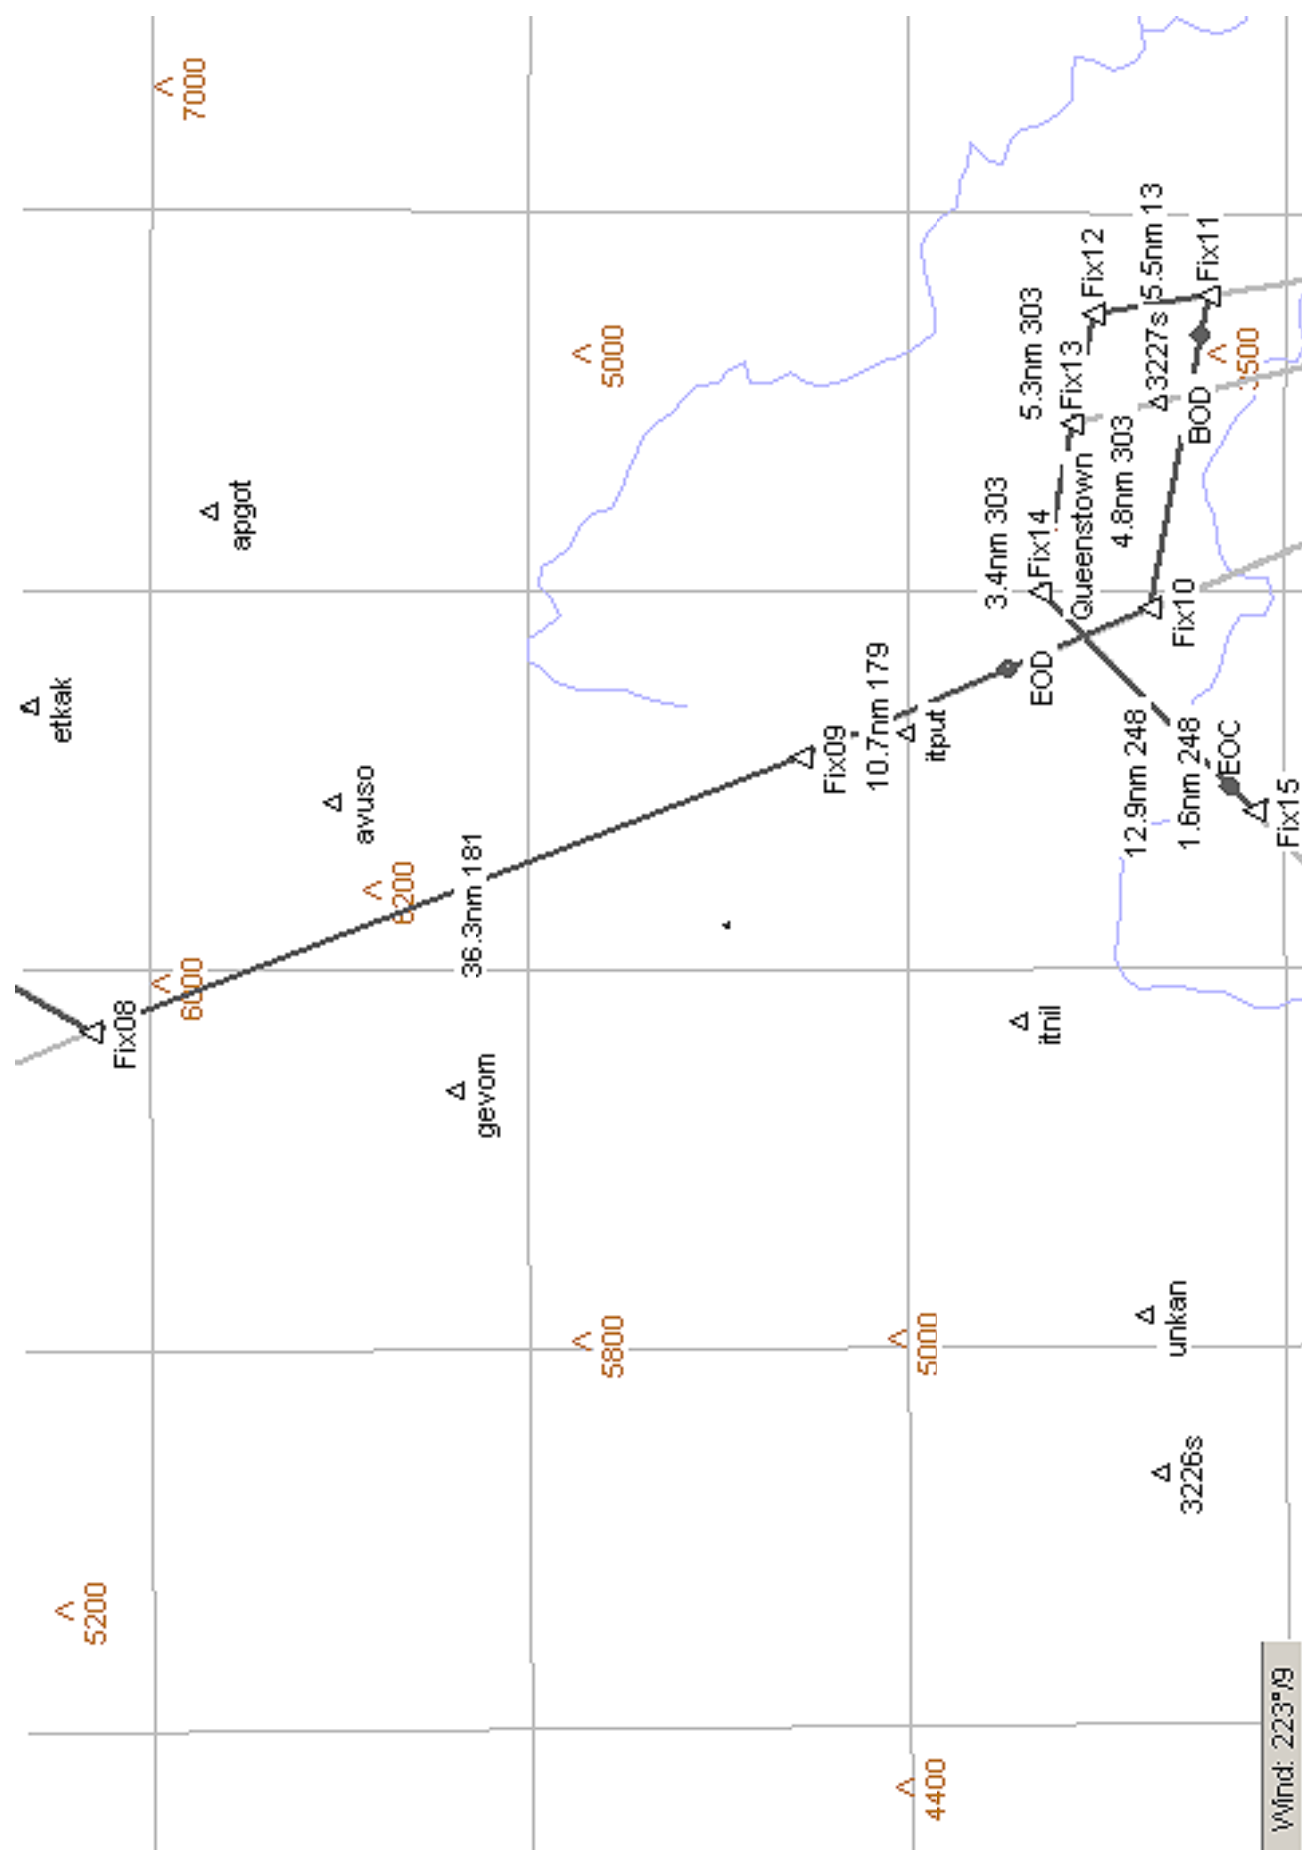 7000
apgot
etkak
avuso
6000
Fix08
gevom
5200
5000
6200
36.3nm 181
5800
Fix09
10.7nm 179
itput
EOD
itnil
5000
4400
5.3nm 303
Fix12
5.5nm 13
Fix11
3227s
Fix13
3500
BOD
3.4nm 303
Fix14
Queenstown
4.8nm 303
Fix10
12.9nm 248
1.6nm 248
EOC
Fix15
unkan
3226s
Wind: 223°/9